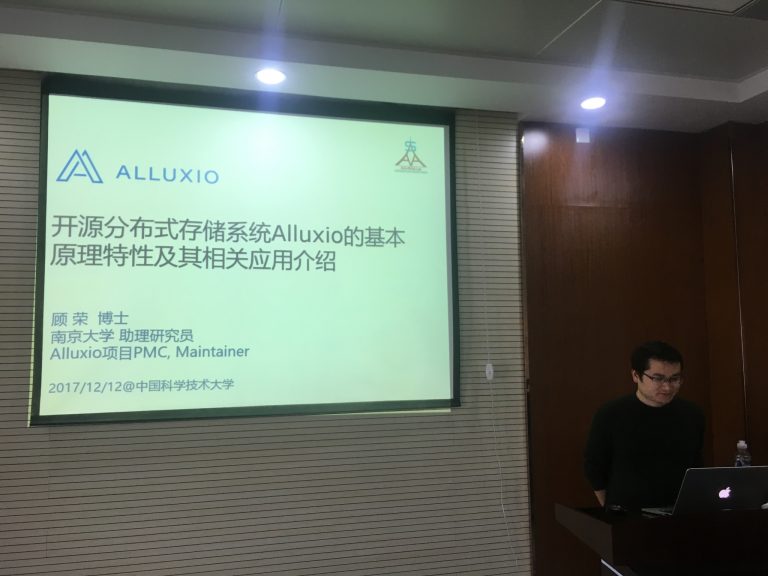 ALLUXIO
开源分布式存储系统Alluxio的基本
原理特性及其相关应用介绍
顾 荣 博士
南京大学 助理研究员
Alluxio项目PMC, Maintainer
2017/12/12@中国科学技术大学